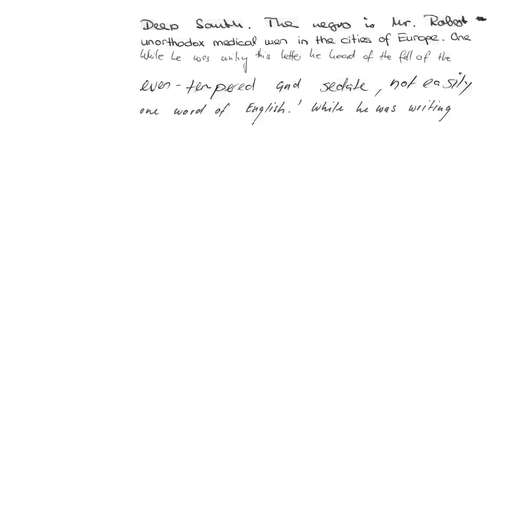 Deep South. The negro is Mr. Robert -
unorthodox medical men in the cities of Europe. One
While he was writing this letter he heard of the fall of the
even-tempered and sedate, not easily
one word of English.' While he was writing